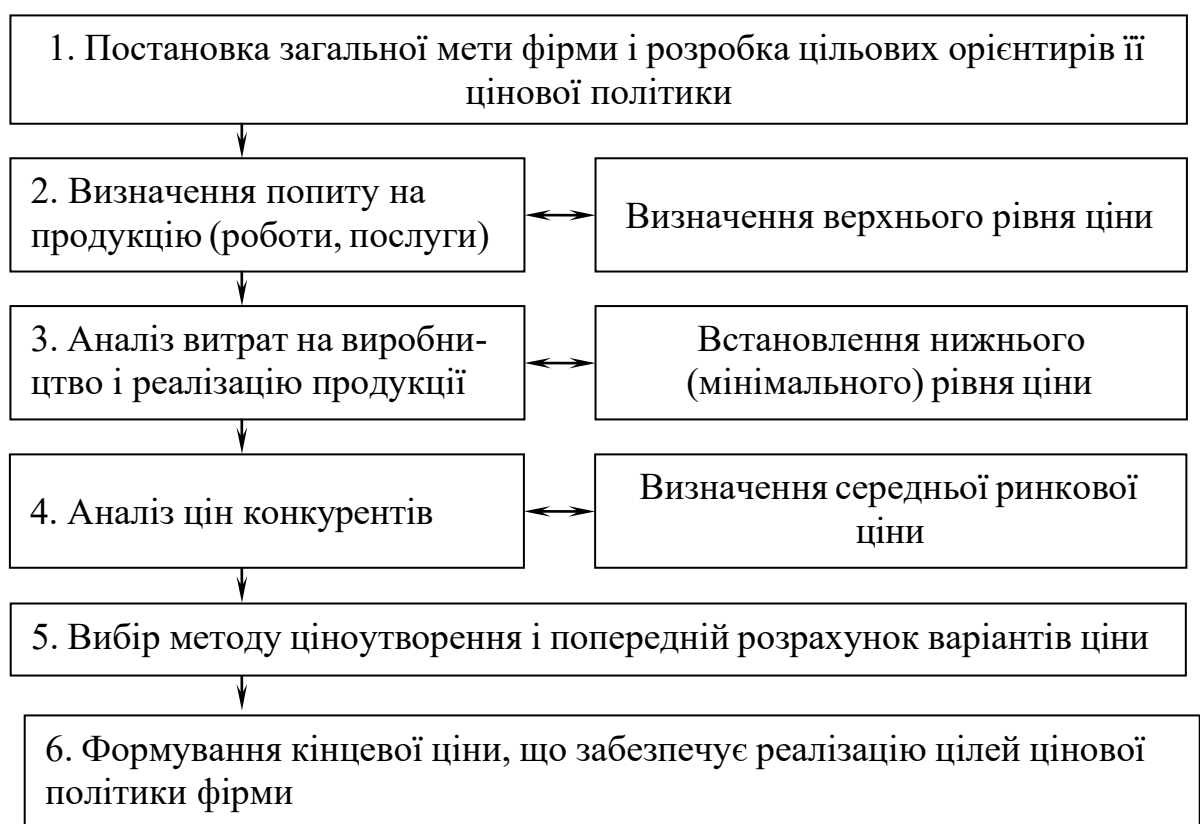 1. Постановка загальної мети фірми і розробка цільових орієнтирів її
цінової політики
2. Визначення попиту на
продукцію (роботи, послуги)
Визначення верхнього рівня ціни
3. Аналіз витрат на виробни-
цтво і реалізацію продукції
Встановлення нижнього
(мінімального) рівня ціни
4. Аналіз цін конкурентів
Визначення середньої ринкової
ціни
5. Вибір методу ціноутворення і попередній розрахунок варіантів ціни
6. Формування кінцевої ціни, що забезпечує реалізацію цілей цінової
політики фірми